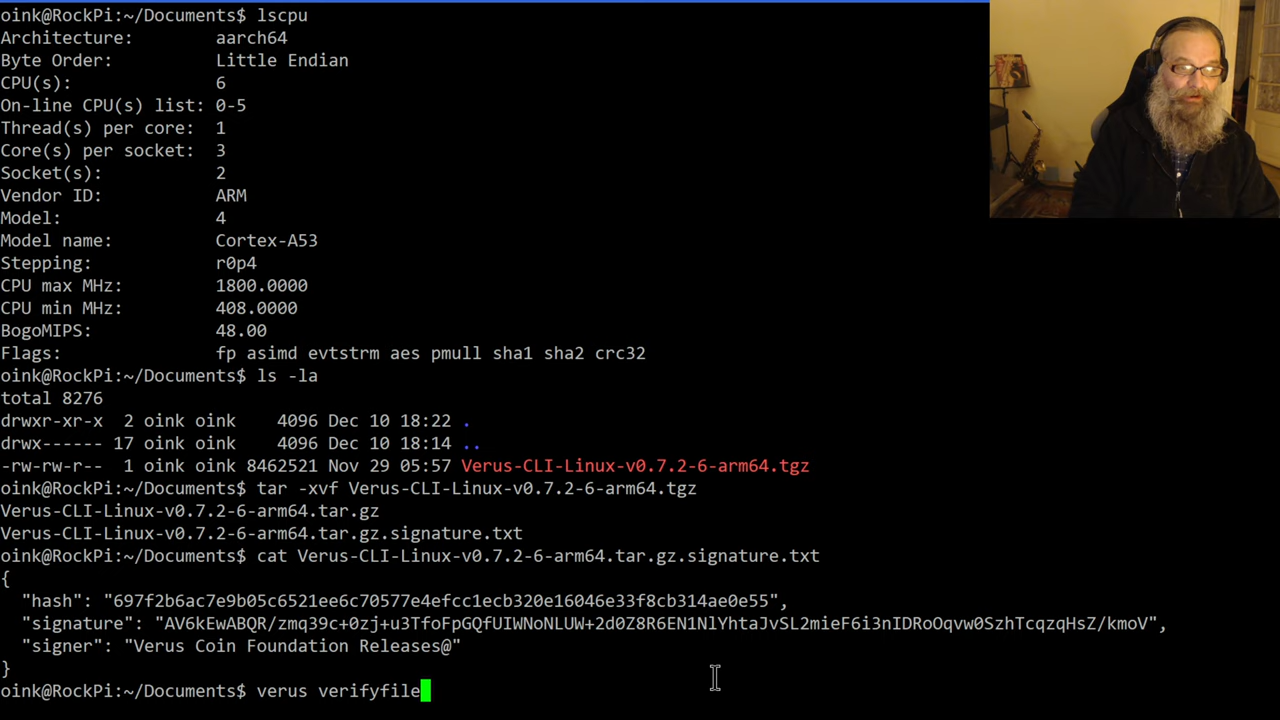 oink@RockPi:~/Documents$ lscpu
Architecture: aarch64
Byte Order: Little Endian
CPU(s): 6
On-line CPU(s) list: 0-5
Thread(s) per core: 1
Core(s) per socket: 3
Socket(s): 2
Vendor ID: ARM
Model: 4
Model name: Cortex-A53
Stepping: r0p4
CPU max MHz: 1800.0000
CPU min MHz: 408.0000
BogoMIPS: 48.00
Flags: fp asimd evtstrm aes pmull sha1 sha2 crc32
oink@RockPi:~/Documents$ ls -la
total 8276
drwxr-xr-x 2 oink oink 4096 Dec 10 18:22 .
drwx------ 17 oink oink 4096 Dec 10 18:14 ..
-rw-rw-r-- 1 oink oink 8462521 Nov 29 05:57 Verus-CLI-Linux-v0.7.2-6-arm64.tgz
oink@RockPi:~/Documents$ tar -xvf Verus-CLI-Linux-v0.7.2-6-arm64.tgz
Verus-CLI-Linux-v0.7.2-6-arm64.tar.gz
Verus-CLI-Linux-v0.7.2-6-arm64.tar.gz.signature.txt
oink@RockPi:~/Documents$ cat Verus-CLI-Linux-v0.7.2-6-arm64.tar.gz.signature.txt
{
"hash": "697f2b6ac7e9b05c6521ee6c70577e4efcc1ecb320e16046e33f8cb314ae0e55",
"signature": "AV6kEwABQR/zmq39c+0zj+u3TfoFpGQfUIWNoNLUW+2d0Z8R6EN1NlYhtaJvSL2mieF6i3nIDRoOqvw0SzhTcqzqHsZ/kmoV",
"signer": "Verus Coin Foundation Releases@"
}
oink@RockPi:~/Documents$ verus verifyfile